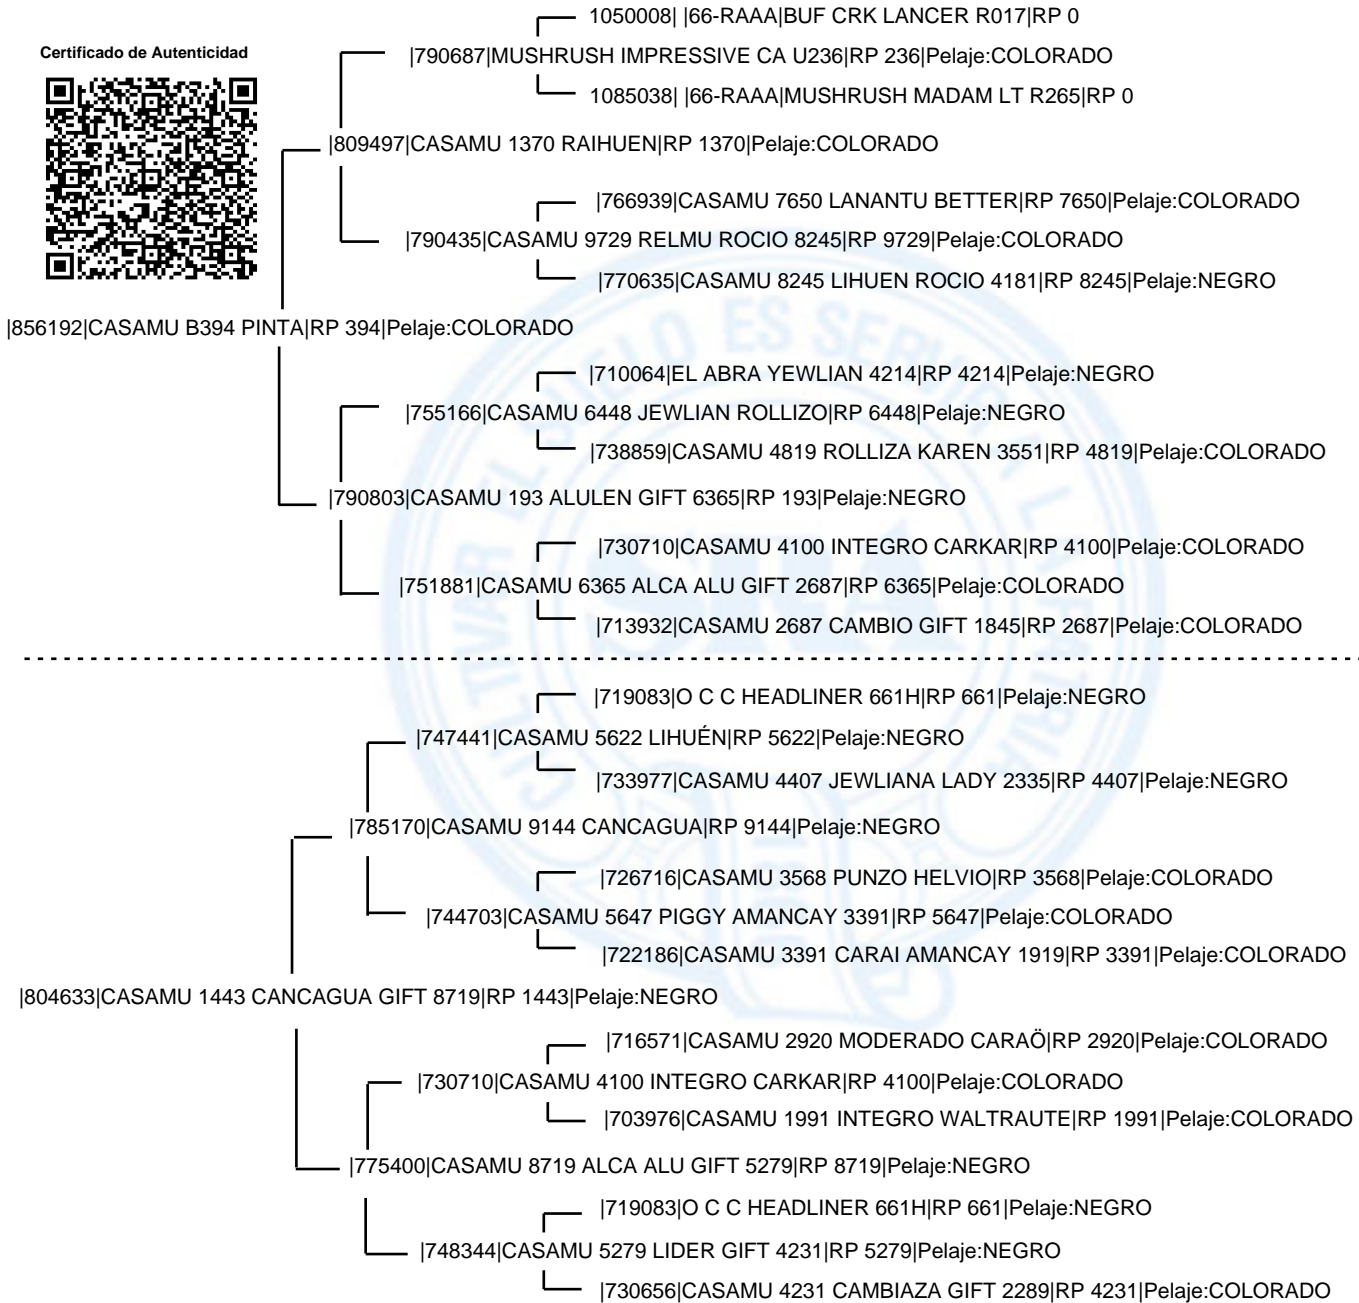 1050008| |66-RAAA|BUF CRK LANCER R017|RP 0
Certificado de Autenticidad
|790687|MUSHRUSH IMPRESSIVE CA U236|RP 236|Pelaje:COLORADO
1085038| |66-RAAA|MUSHRUSH MADAM LT R265|RP 0
|809497|CASAMU 1370 RAIHUEN|RP 1370|Pelaje:COLORADO
|766939|CASAMU 7650 LANANTU BETTER|RP 7650|Pelaje:COLORADO
|790435|CASAMU 9729 RELMU ROCIO 8245|RP 9729|Pelaje:COLORADO
|770635|CASAMU 8245 LIHUEN ROCIO 4181|RP 8245|Pelaje:NEGRO
|856192|CASAMU B394 PINTA|RP 394|Pelaje:COLORADO
|710064|EL ABRA YEWLIAN 4214|RP 4214|Pelaje:NEGRO
|755166|CASAMU 6448 JEWLIAN ROLLIZO|RP 6448|Pelaje:NEGRO
|738859|CASAMU 4819 ROLLIZA KAREN 3551|RP 4819|Pelaje:COLORADO
|790803|CASAMU 193 ALULEN GIFT 6365|RP 193|Pelaje:NEGRO
|730710|CASAMU 4100 INTEGRO CARKAR|RP 4100|Pelaje:COLORADO
|751881|CASAMU 6365 ALCA ALU GIFT 2687|RP 6365|Pelaje:COLORADO
|713932|CASAMU 2687 CAMBIO GIFT 1845|RP 2687|Pelaje:COLORADO
|719083|O C C HEADLINER 661H|RP 661|Pelaje:NEGRO
|747441|CASAMU 5622 LIHUÉN|RP 5622|Pelaje:NEGRO
|733977|CASAMU 4407 JEWLIANA LADY 2335|RP 4407|Pelaje:NEGRO
|785170|CASAMU 9144 CANCAGUA|RP 9144|Pelaje:NEGRO
|726716|CASAMU 3568 PUNZO HELVIO|RP 3568|Pelaje:COLORADO
|744703|CASAMU 5647 PIGGY AMANCAY 3391|RP 5647|Pelaje:COLORADO
|722186|CASAMU 3391 CARAI AMANCAY 1919|RP 3391|Pelaje:COLORADO
|804633|CASAMU 1443 CANCAGUA GIFT 8719|RP 1443|Pelaje:NEGRO
|716571|CASAMU 2920 MODERADO CARAÖ|RP 2920|Pelaje:COLORADO
|730710|CASAMU 4100 INTEGRO CARKAR|RP 4100|Pelaje:COLORADO
|703976|CASAMU 1991 INTEGRO WALTRAUTE|RP 1991|Pelaje:COLORADO
|775400|CASAMU 8719 ALCA ALU GIFT 5279|RP 8719|Pelaje:NEGRO
|719083|O C C HEADLINER 661H|RP 661|Pelaje:NEGRO
|748344|CASAMU 5279 LIDER GIFT 4231|RP 5279|Pelaje:NEGRO
|730656|CASAMU 4231 CAMBIAZA GIFT 2289|RP 4231|Pelaje:COLORADO
CULTIVAR EL SUELO ES SERVIR A LA PATRIA
SRA